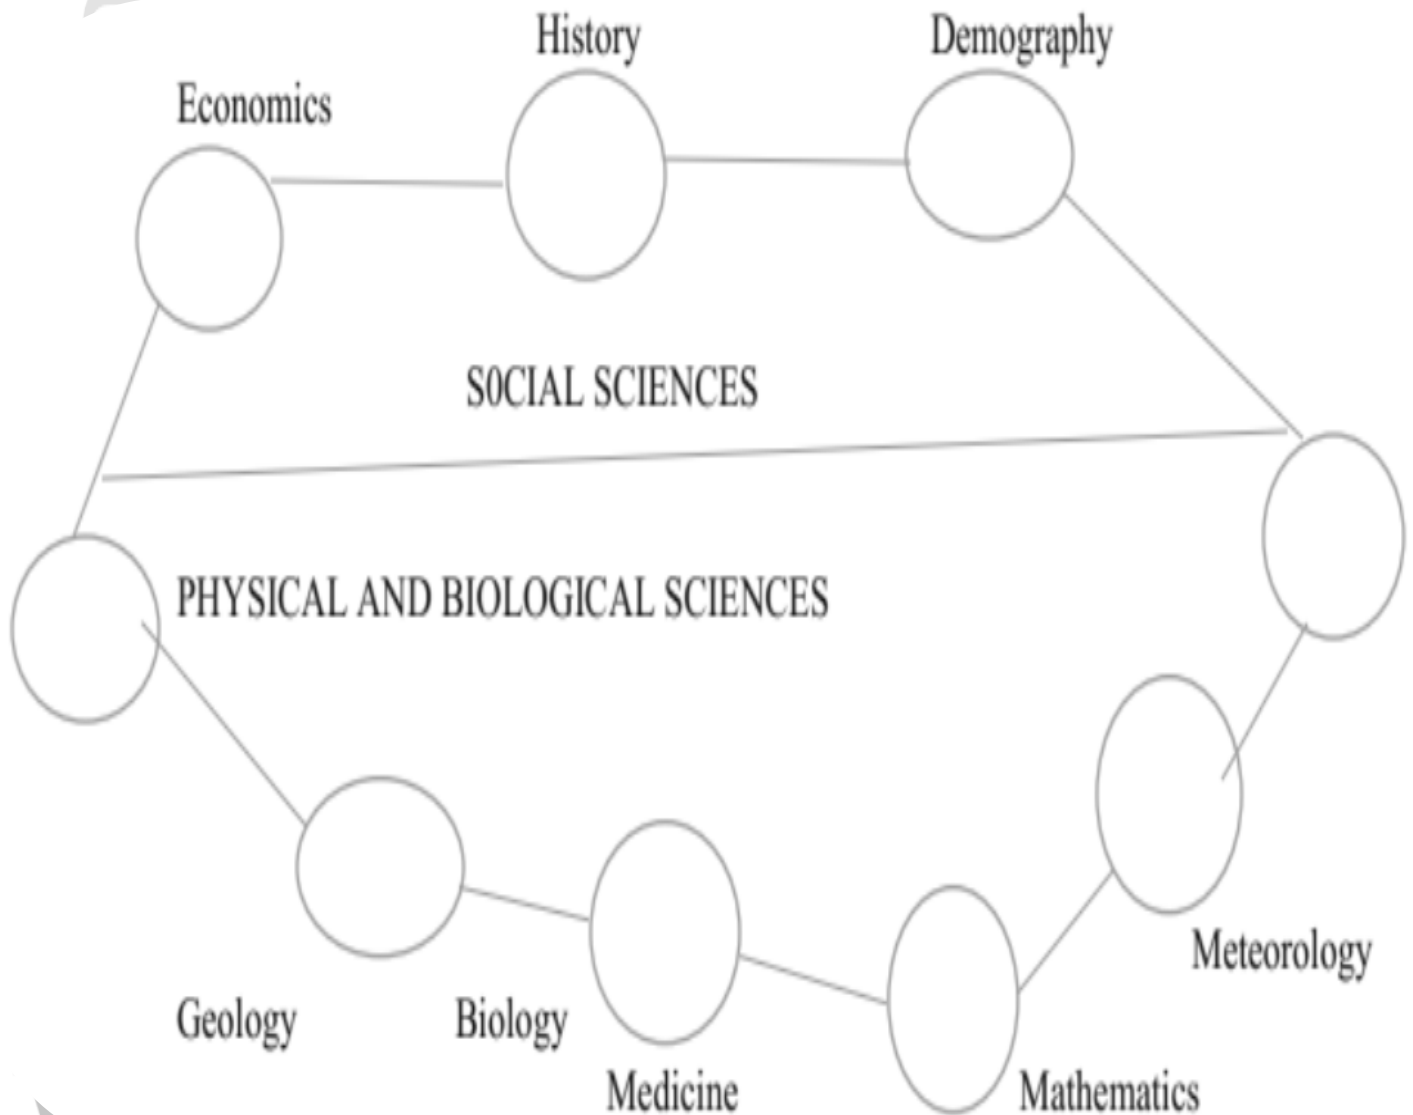 History
Demography
Economics
S0CIAL SCIENCES
PHYSICAL AND BIOLOGICAL SCIENCES
Meteorology
Geology
Biology
Medicine
Mathematics